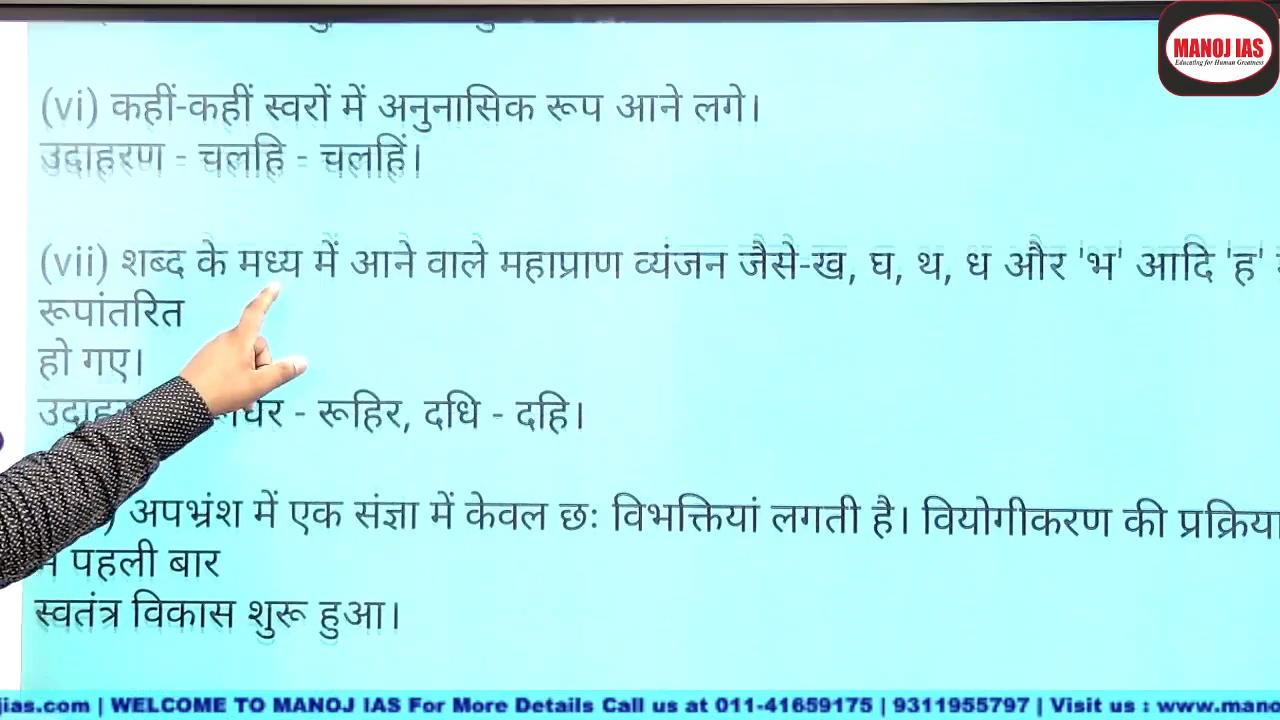 MANOJ IAS
Educating for Human Greatness
(vi) कहीं-कहीं स्वरों में अनुनासिक रूप आने लगे।
उदाहरण - चलहि - चलहिं।
(vii) शब्द के मध्य में आने वाले महाप्राण व्यंजन जैसे-ख, घ, थ, ध और 'भ' आदि 'ह'
रूपांतरित
हो गए।
- रूहिर, दधि - दहि।
अपभ्रंश में एक संज्ञा में केवल छः विभक्तियां लगती है। वियोगीकरण की प्रक्रिया
पहली बार
स्वतंत्र विकास शुरू हुआ।
jias.com | WELCOME TO MANOJ IAS For More Details Call us at 011-41659175 | 9311955797 | Visit us : www.mano